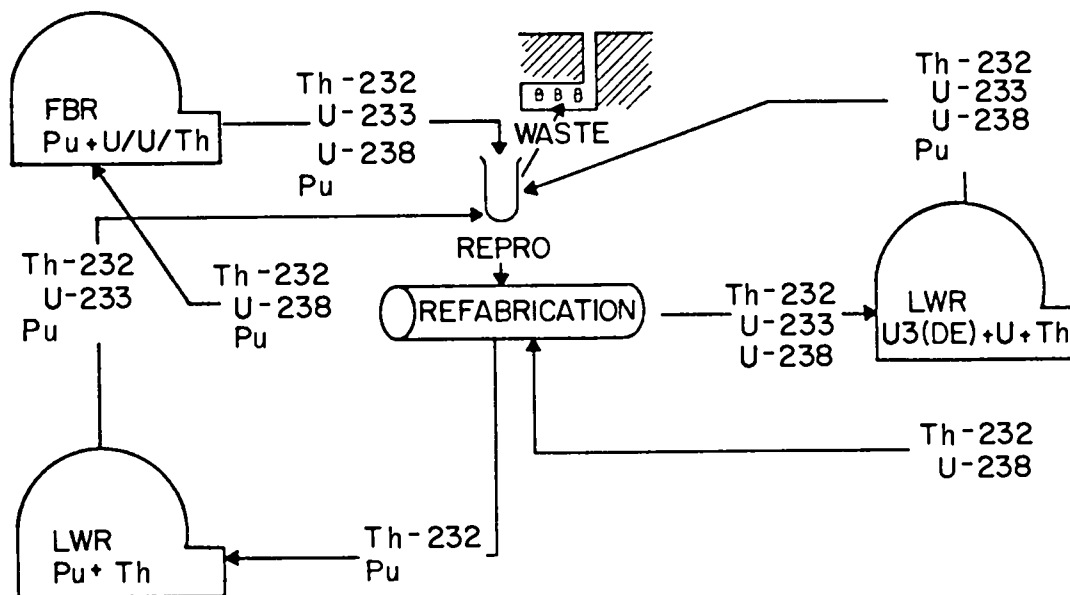 FBR
Pu+U/U/Th
Th-232
U-233
U-238
Pu
WASTE
Th-232
U-233
U-238
Pu
REPRO
Th-232
U-233
Pu
Th-232
U-238
Pu
REFABRICATION
Th-232
U-233
U-238
LWR
U3(DE)+U+Th
Th-232
U-238
LWR
Pu+ Th
Th-232
Pu